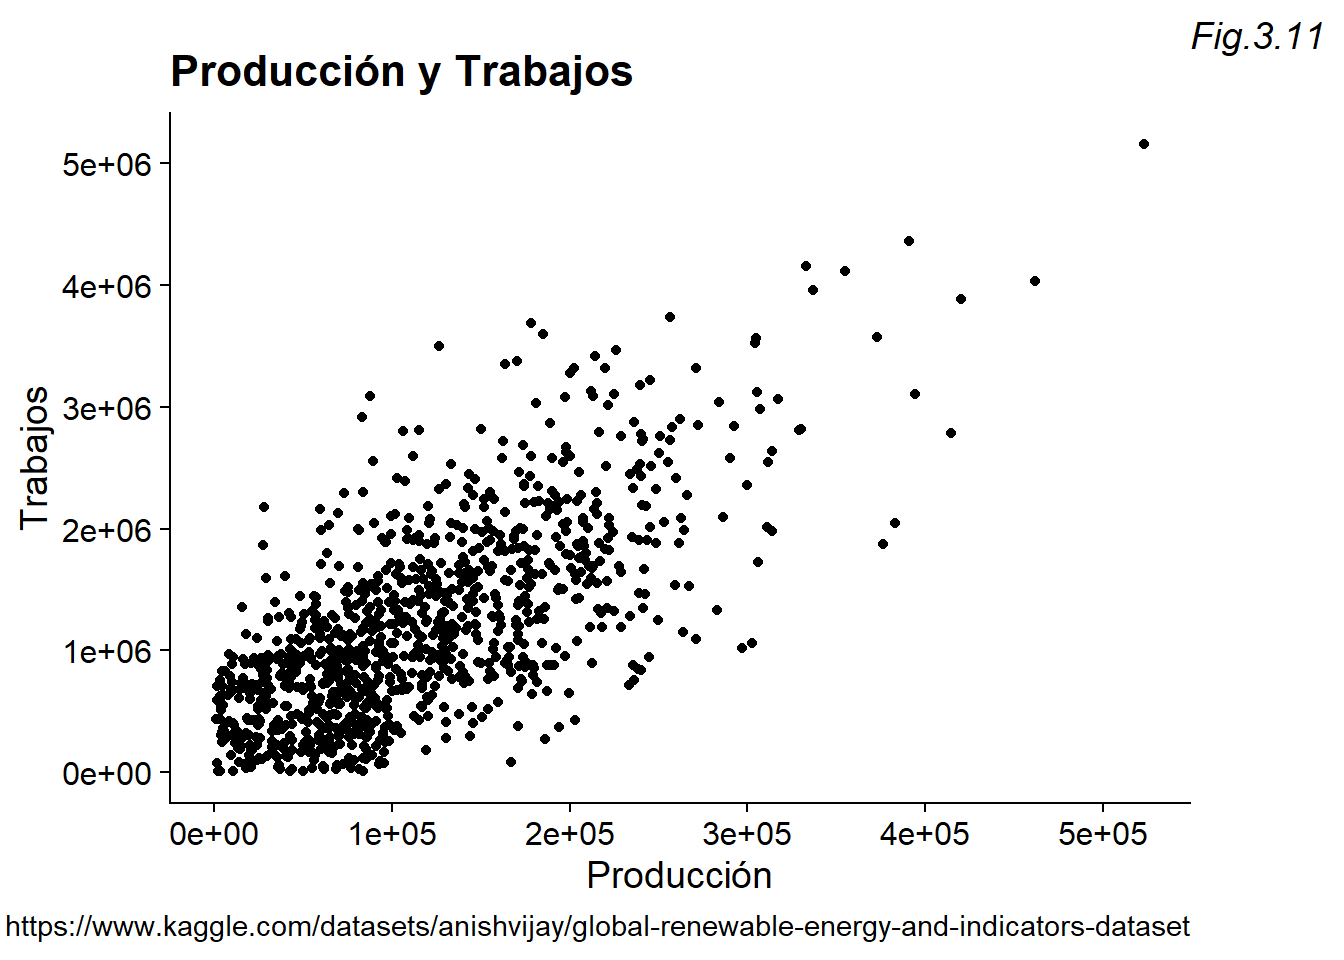 Fig.3.11
Producción y Trabajos
5e+06
4e+06
3e+06
2e+06
1e+06
0e+00
Trabajos
0e+00 1e+05 2e+05 3e+05 4e+05 5e+05
Producción
https://www.kaggle.com/datasets/anishvijay/global-renewable-energy-and-indicators-dataset